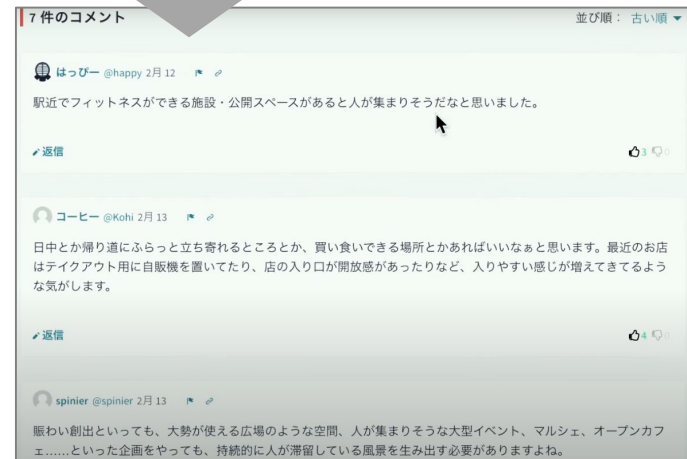 7 件のコメント
並び順： 古い順
はっぴー @happy 2月 12
駅近でフィットネスができる施設・公開スペースがあると人が集まりそうだなと思いました。
返信
3 0
コーヒー @Kohi 2月 13
日中とか帰り道にふらっと立ち寄れるところとか、買い食いできる場所とかあればいいなぁと思います。最近のお店
はテイクアウト用に自販機を置いてたり、店の入り口が開放感があったりなど、入りやすい感じが増えてきてるよう
な気がします。
返信
4 0
spinier @spinier 2月 13
賑わい創出といっても、大勢が使える広場のような空間、人が集まりそうな大型イベント、マルシェ、オープンカフ
ェ……といった企画をやっても、持続的に人が滞留している風景を生み出す必要がありますよね。